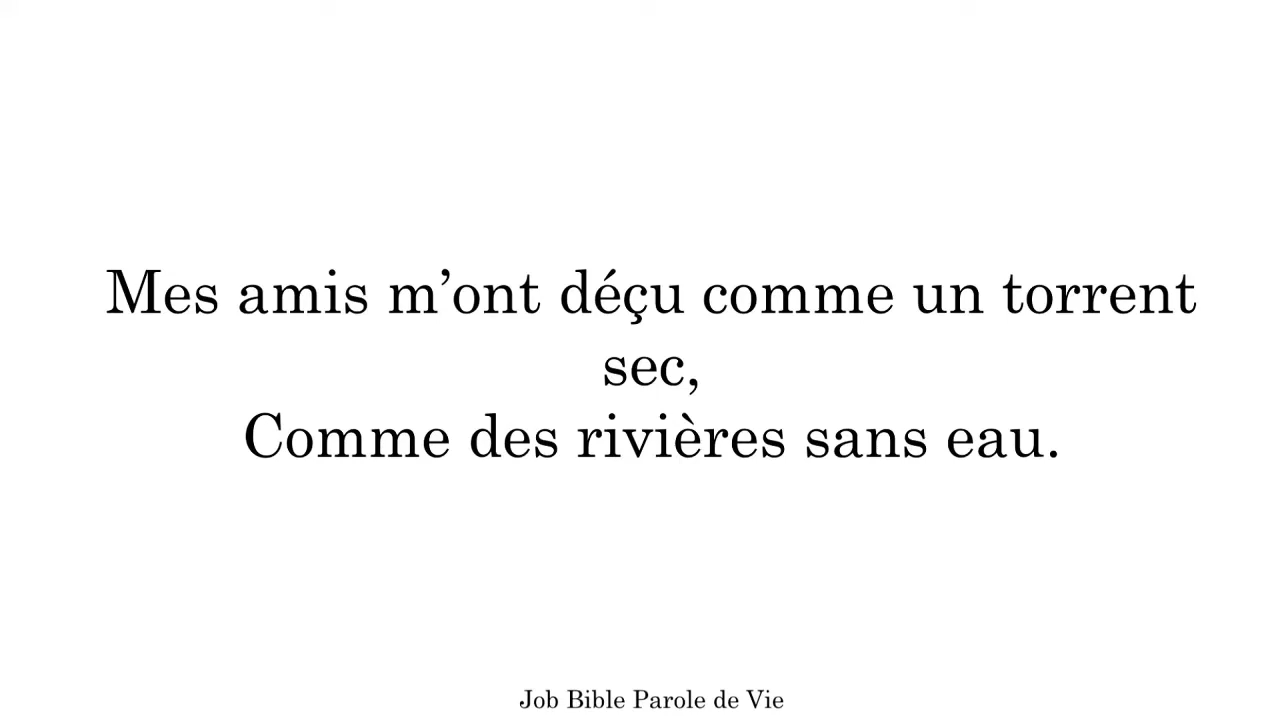 Mes amis m’ont déçu comme un torrent
sec,
Comme des rivières sans eau.
Job Bible Parole de Vie